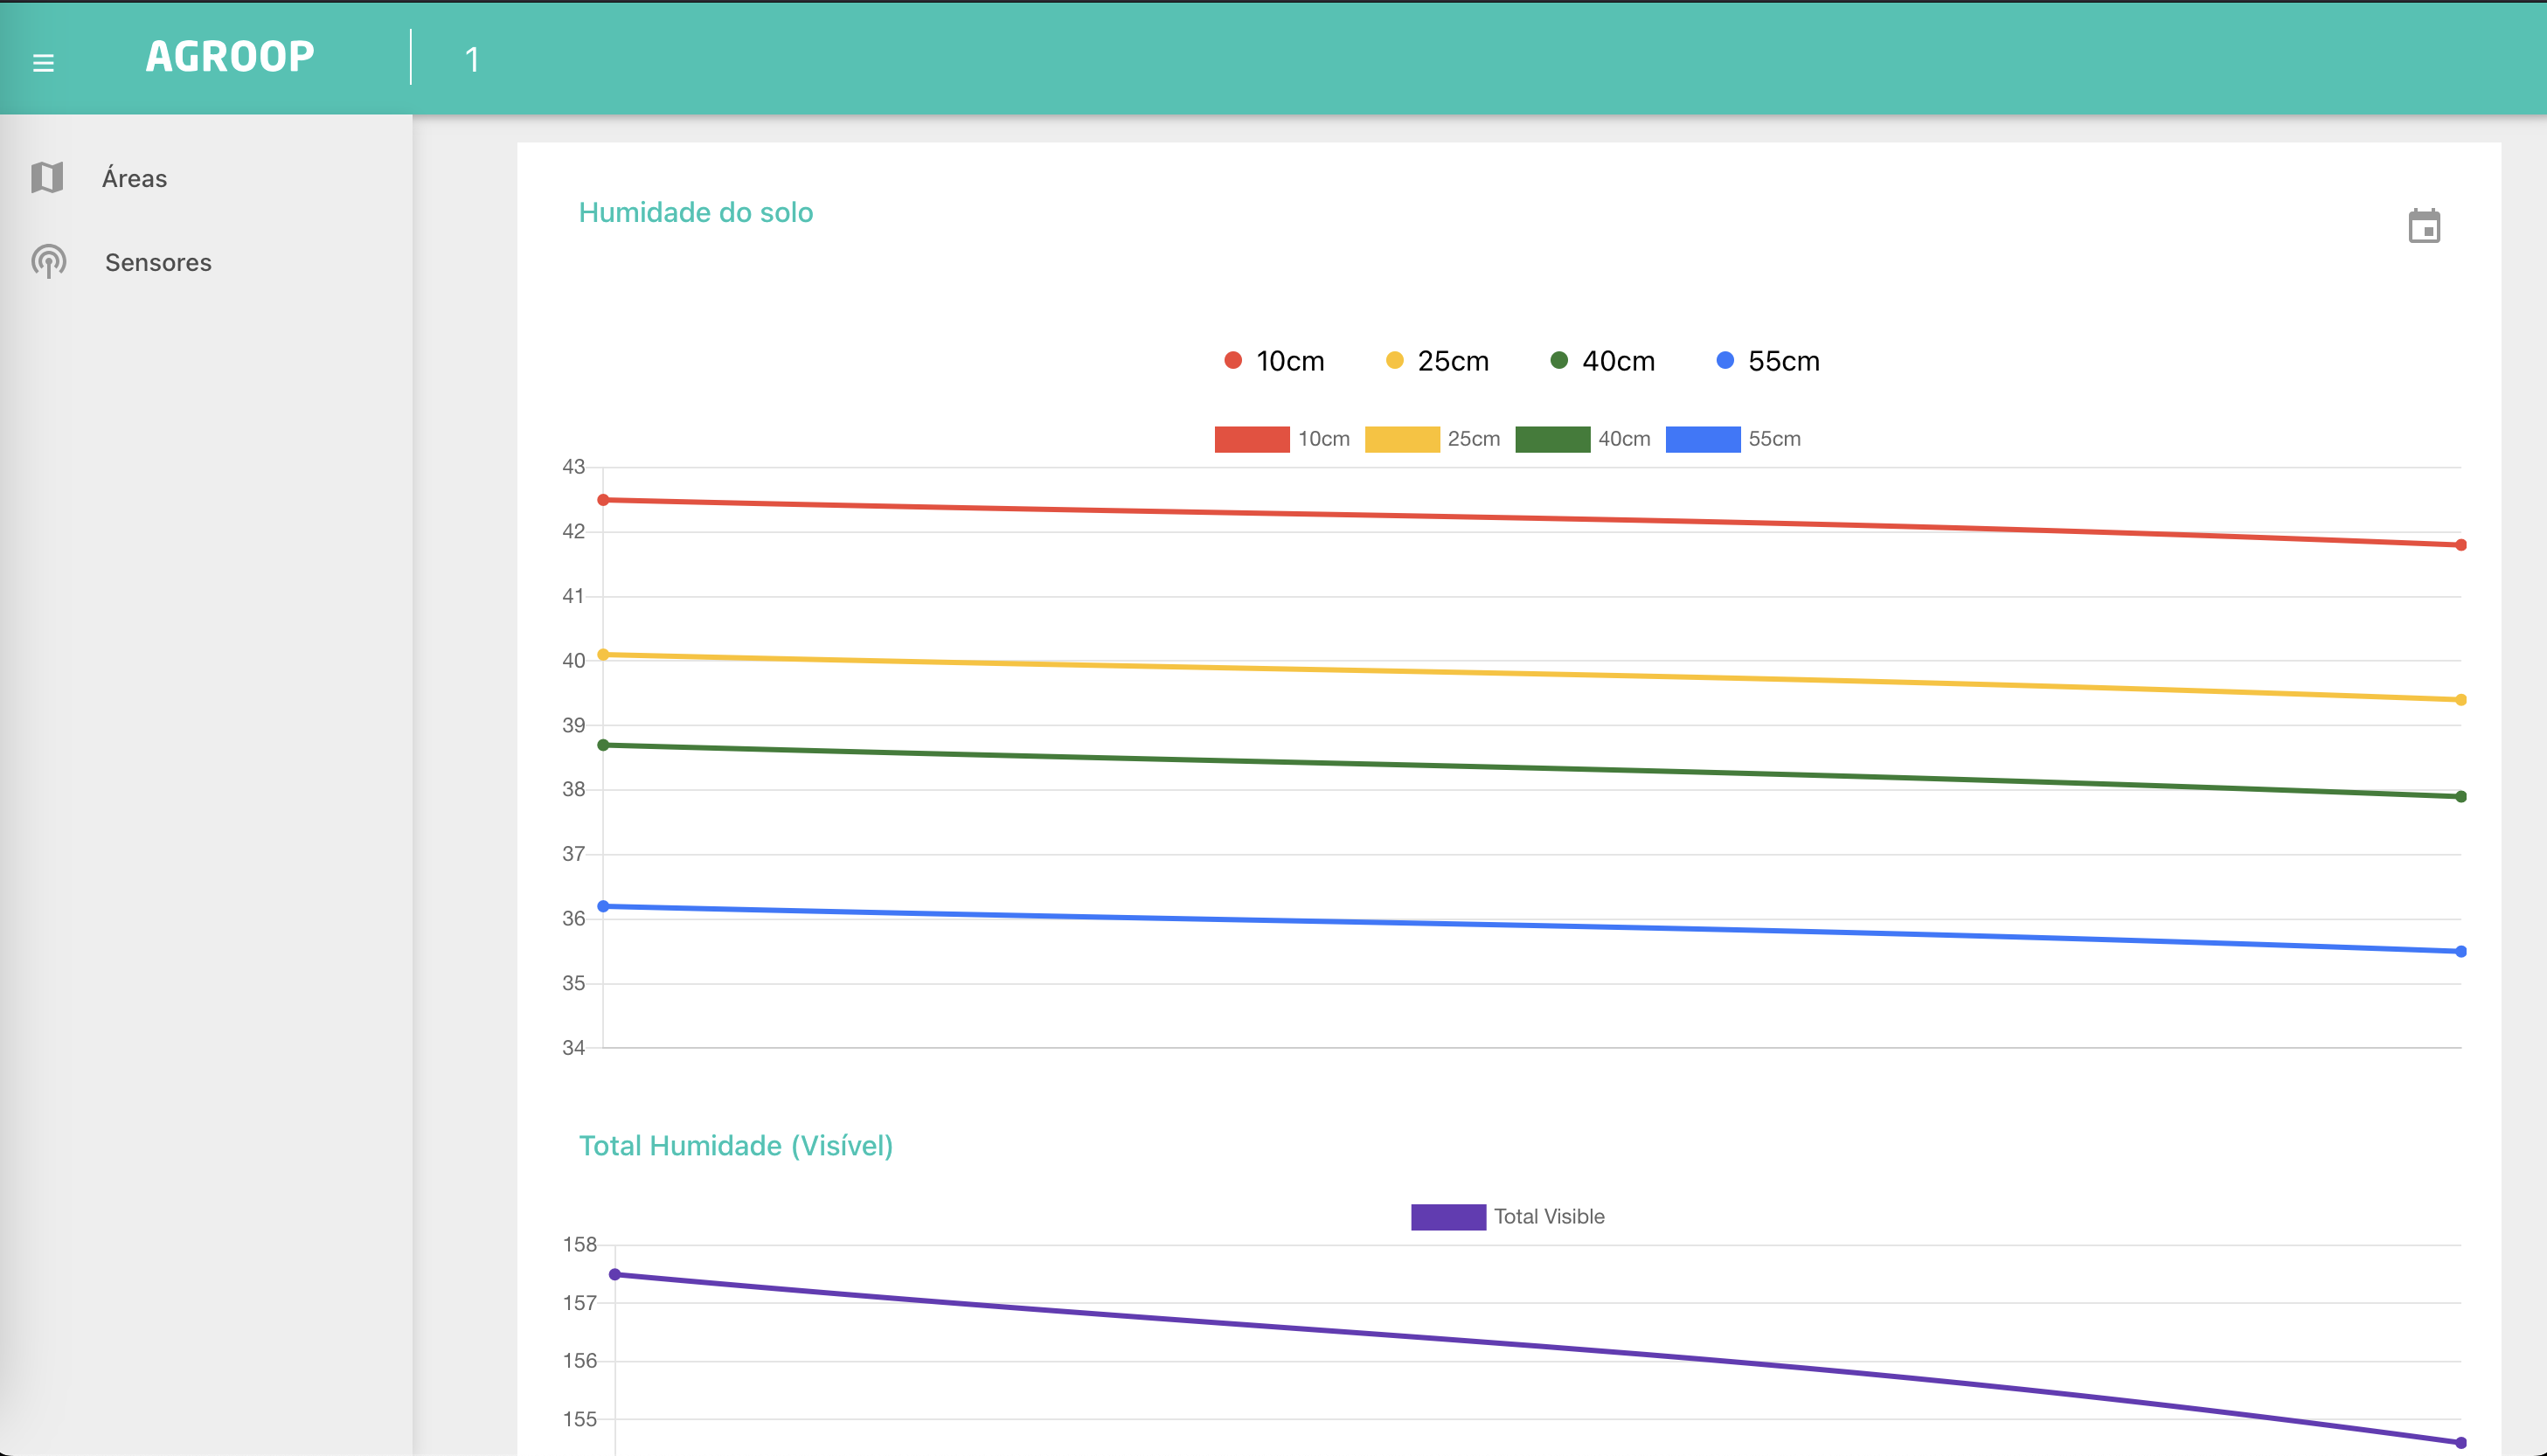 AGROOP
1
Áreas
Sensores
Humidade do solo
10cm 25cm 40cm 55cm
10cm 25cm 40cm 55cm
43
42
41
40
39
38
37
36
35
34
Total Humidade (Visível)
Total Visible
158
157
156
155